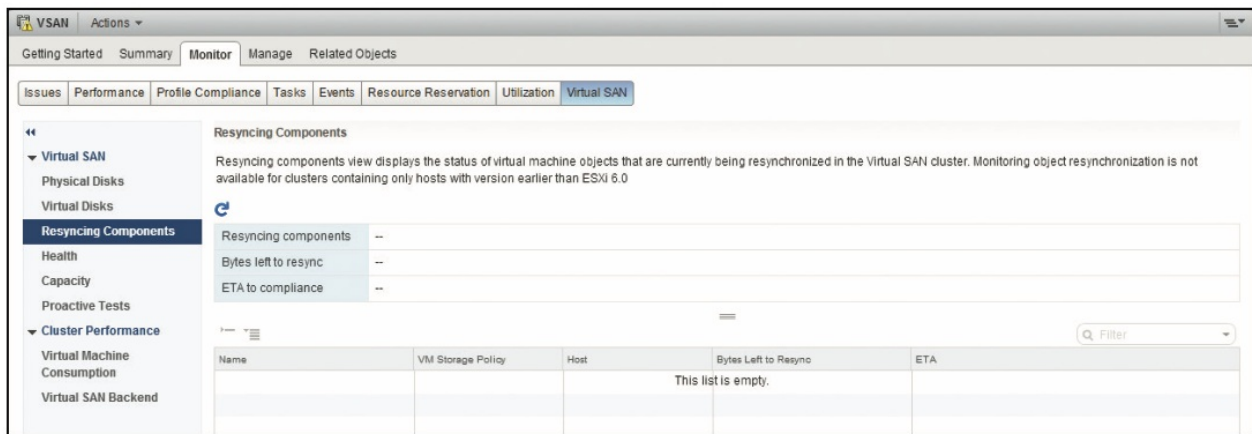 VSAN Actions
Getting Started Summary Monitor Manage Related Objects
Issues Performance Profile Compliance Tasks Events Resource Reservation Utilization Virtual SAN
Virtual SAN
Physical Disks
Virtual Disks
Resyncing Components
Health
Capacity
Proactive Tests
Cluster Performance
Virtual Machine
Consumption
Virtual SAN Backend
Resyncing Components
Resyncing components view displays the status of virtual machine objects that are currently being resynchronized in the Virtual SAN cluster. Monitoring object resynchronization is not
available for clusters containing only hosts with version earlier than ESXi 6.0
Resyncing components --
Bytes left to resync --
ETA to compliance --
Filter
Name VM Storage Policy Host Bytes Left to Resync ETA
This list is empty.